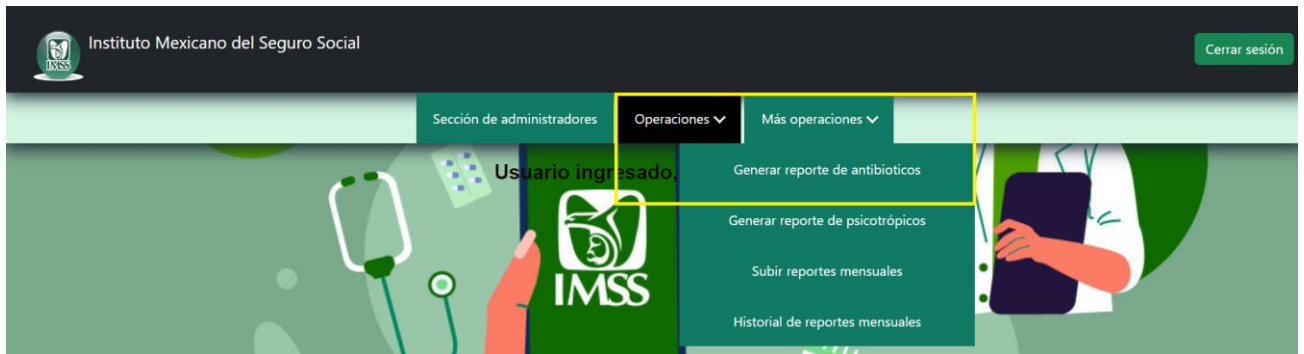 IMSS
Instituto Mexicano del Seguro Social
Cerrar sesión
Sección de administradores
Operaciones
Más operaciones
Usuario ingresado,
Generar reporte de antibioticos
Generar reporte de psicotrópicos
Subir reportes mensuales
IMSS
Historial de reportes mensuales